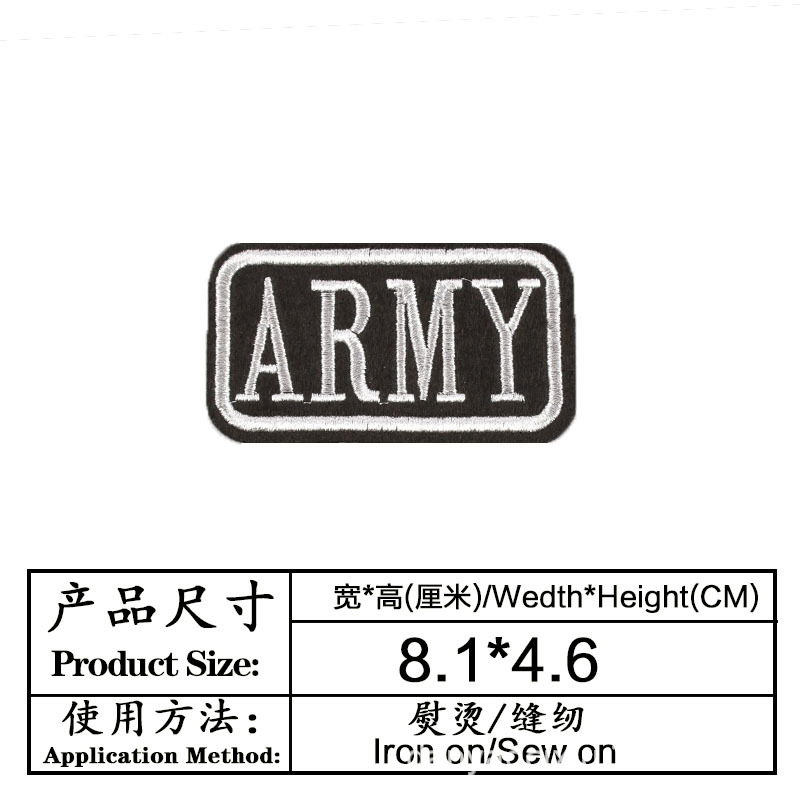 ARMY
产品尺寸
Product Size:
宽*高(厘米)/Wedth*Height(CM)
8.1*4.6
使用方法：
Application Method:
熨烫/缝纫
Iron on/Sew on